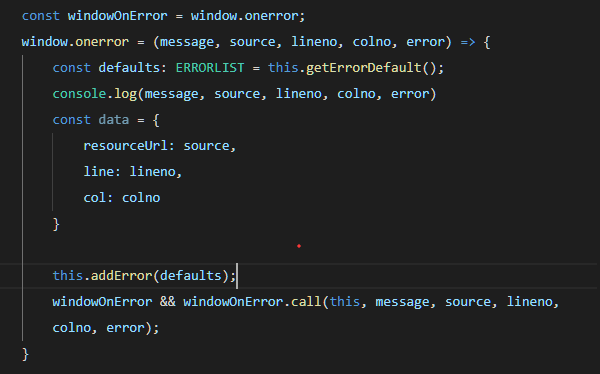 const windowOnError = window.onerror;
window.onerror = (message, source, lineno, colno, error) => {
    const defaults: ERRORLIST = this.getErrorDefault();
    console.log(message, source, lineno, colno, error)
    const data = {
        resourceUrl: source,
        line: lineno,
        col: colno
    }
    this.addError(defaults);
    windowOnError && windowOnError.call(this, message, source, lineno,
    colno, error);
}